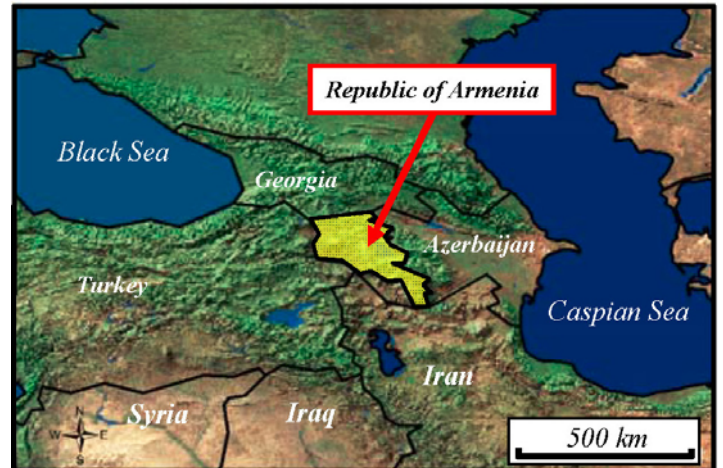 Republic of Armenia
Black Sea
Georgia
Azerbaijan
Turkey
Caspian Sea
Iran
Syria
Iraq
N
W E
S
500 km